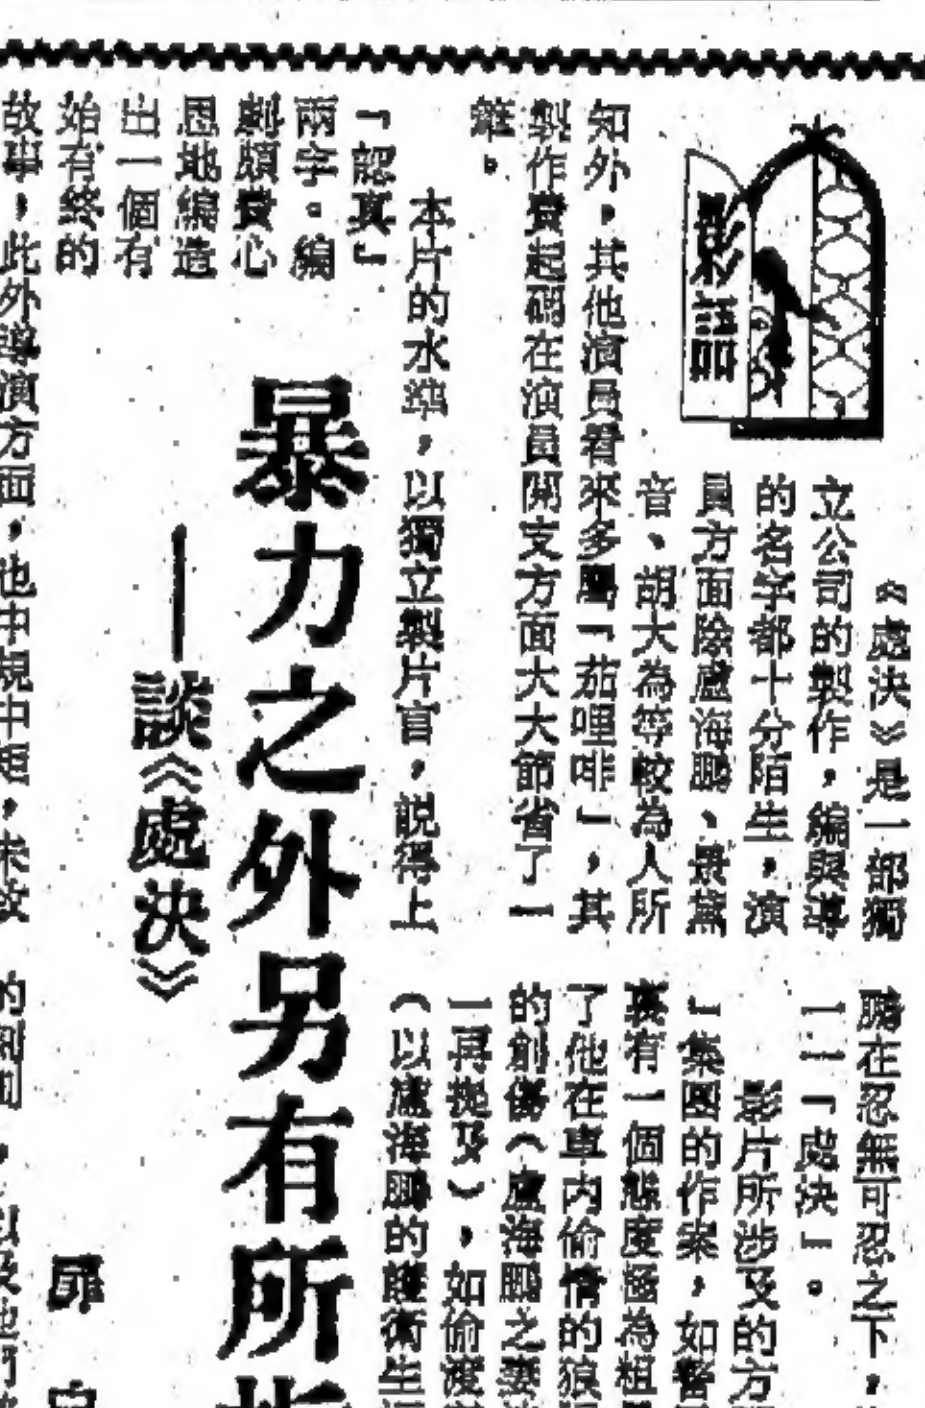 影話
《處決》是一部獨
立公司的製作，編與導
的名字都十分陌生，演
員方面除盧海鵬、景黛
音、胡大為等較為人所
知外，其他演員看來多屬「茄哩啡」，其
製作費起碼在演員開支方面大大節省了一
筆。
本片的水準，以獨立製片言，說得上
「認真」
兩字。編
劇頗費心
思地編造
出一個有
始有終的
故事，此外導演方面，也中規中矩，未致
暴力之外另有所指
——談《處決》
鵬在忍無可忍之下，
一一「處決」。
影片所涉及的方
」集團的作案，如
有一個態度極為粗
了他在車内偷情的狼
的創傷（盧海鵬之妻
一再提及），如偷渡
（以盧海鵬的護衛生